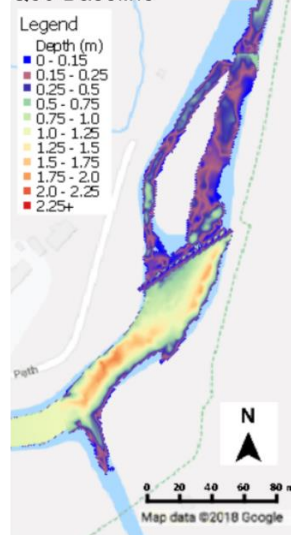 Legend
Depth (m)
0 - 0.15
0.15 - 0.25
0.25 - 0.5
0.5 - 0.75
0.75 - 1.0
1.0 - 1.25
1.25 - 1.5
1.5 - 1.75
1.75 - 2.0
2.0 - 2.25
2.25+
Path
N
0 20 40 60 80 m
Map data ©2018 Google